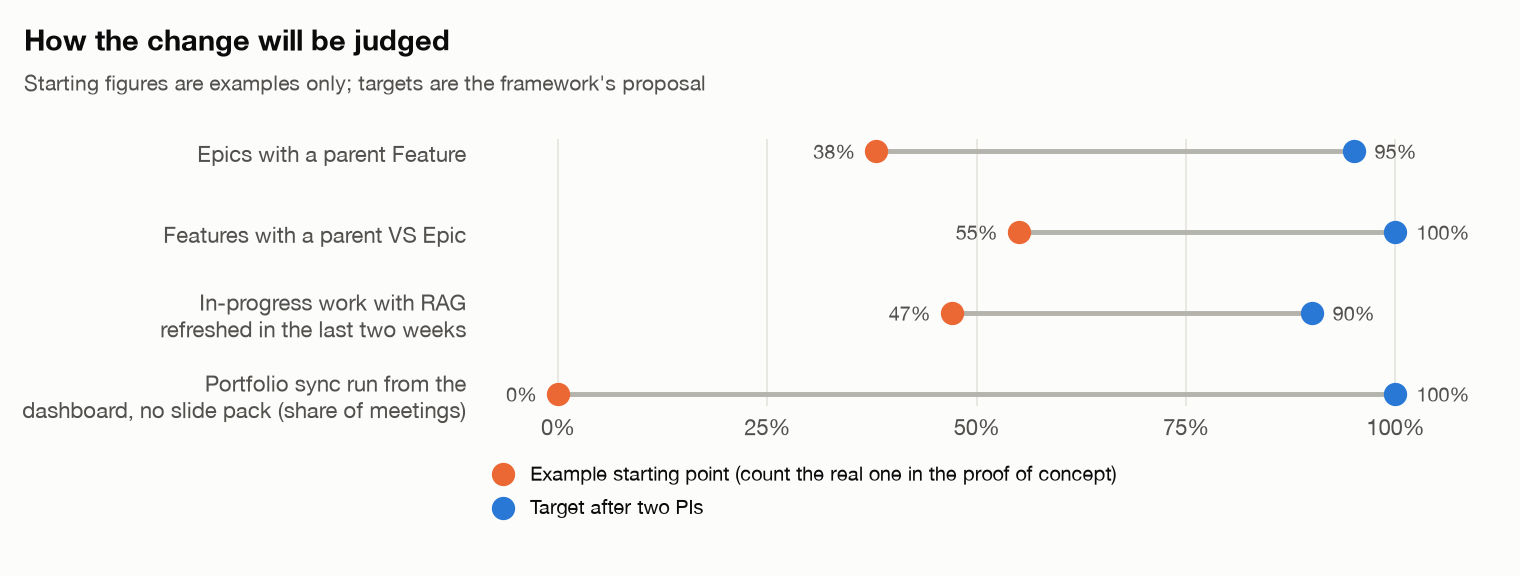 How the change will be judged
Starting figures are examples only; targets are the framework's proposal
Epics with a parent Feature
38%
95%
Features with a parent VS Epic
55%
100%
In-progress work with RAG
refreshed in the last two weeks
47%
90%
Portfolio sync run from the
dashboard, no slide pack (share of meetings)
0%
100%
0%
25%
50%
75%
100%
Example starting point (count the real one in the proof of concept)
Target after two PIs